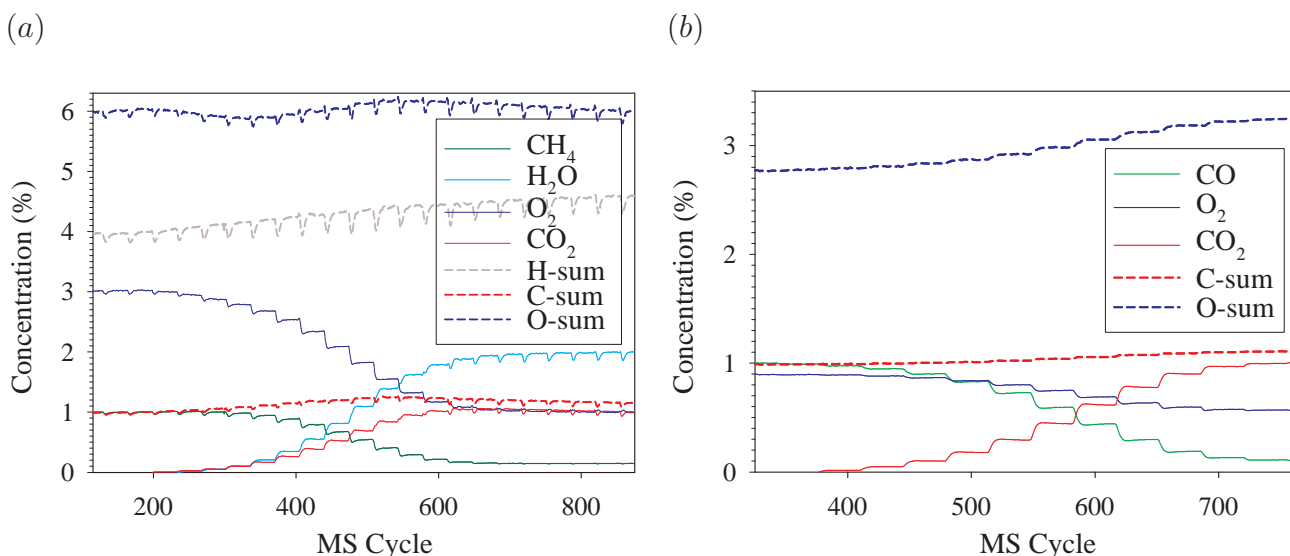 (a)
Concentration (%)
6
5
4
3
2
1
0
CH4
H2O
O2
CO2
H-sum
C-sum
O-sum
200 400 600 800
MS Cycle
(b)
Concentration (%)
3
2
1
0
CO
O2
CO2
C-sum
O-sum
400 500 600 700
MS Cycle